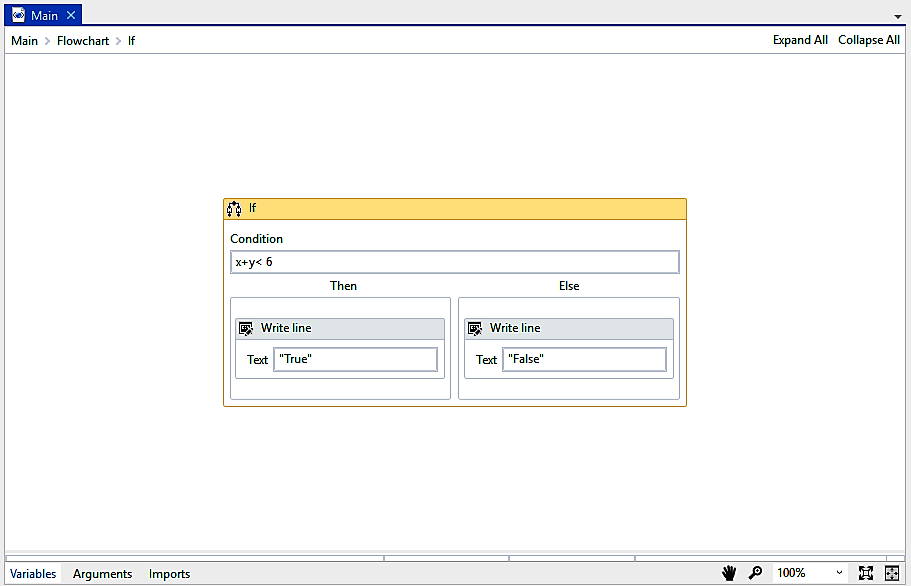 Main
Main > Flowchart > If
Expand All Collapse All
If
Condition
x+y< 6
Then Else
Write line Write line
Text "True" Text "False"
Variables Arguments Imports 100%